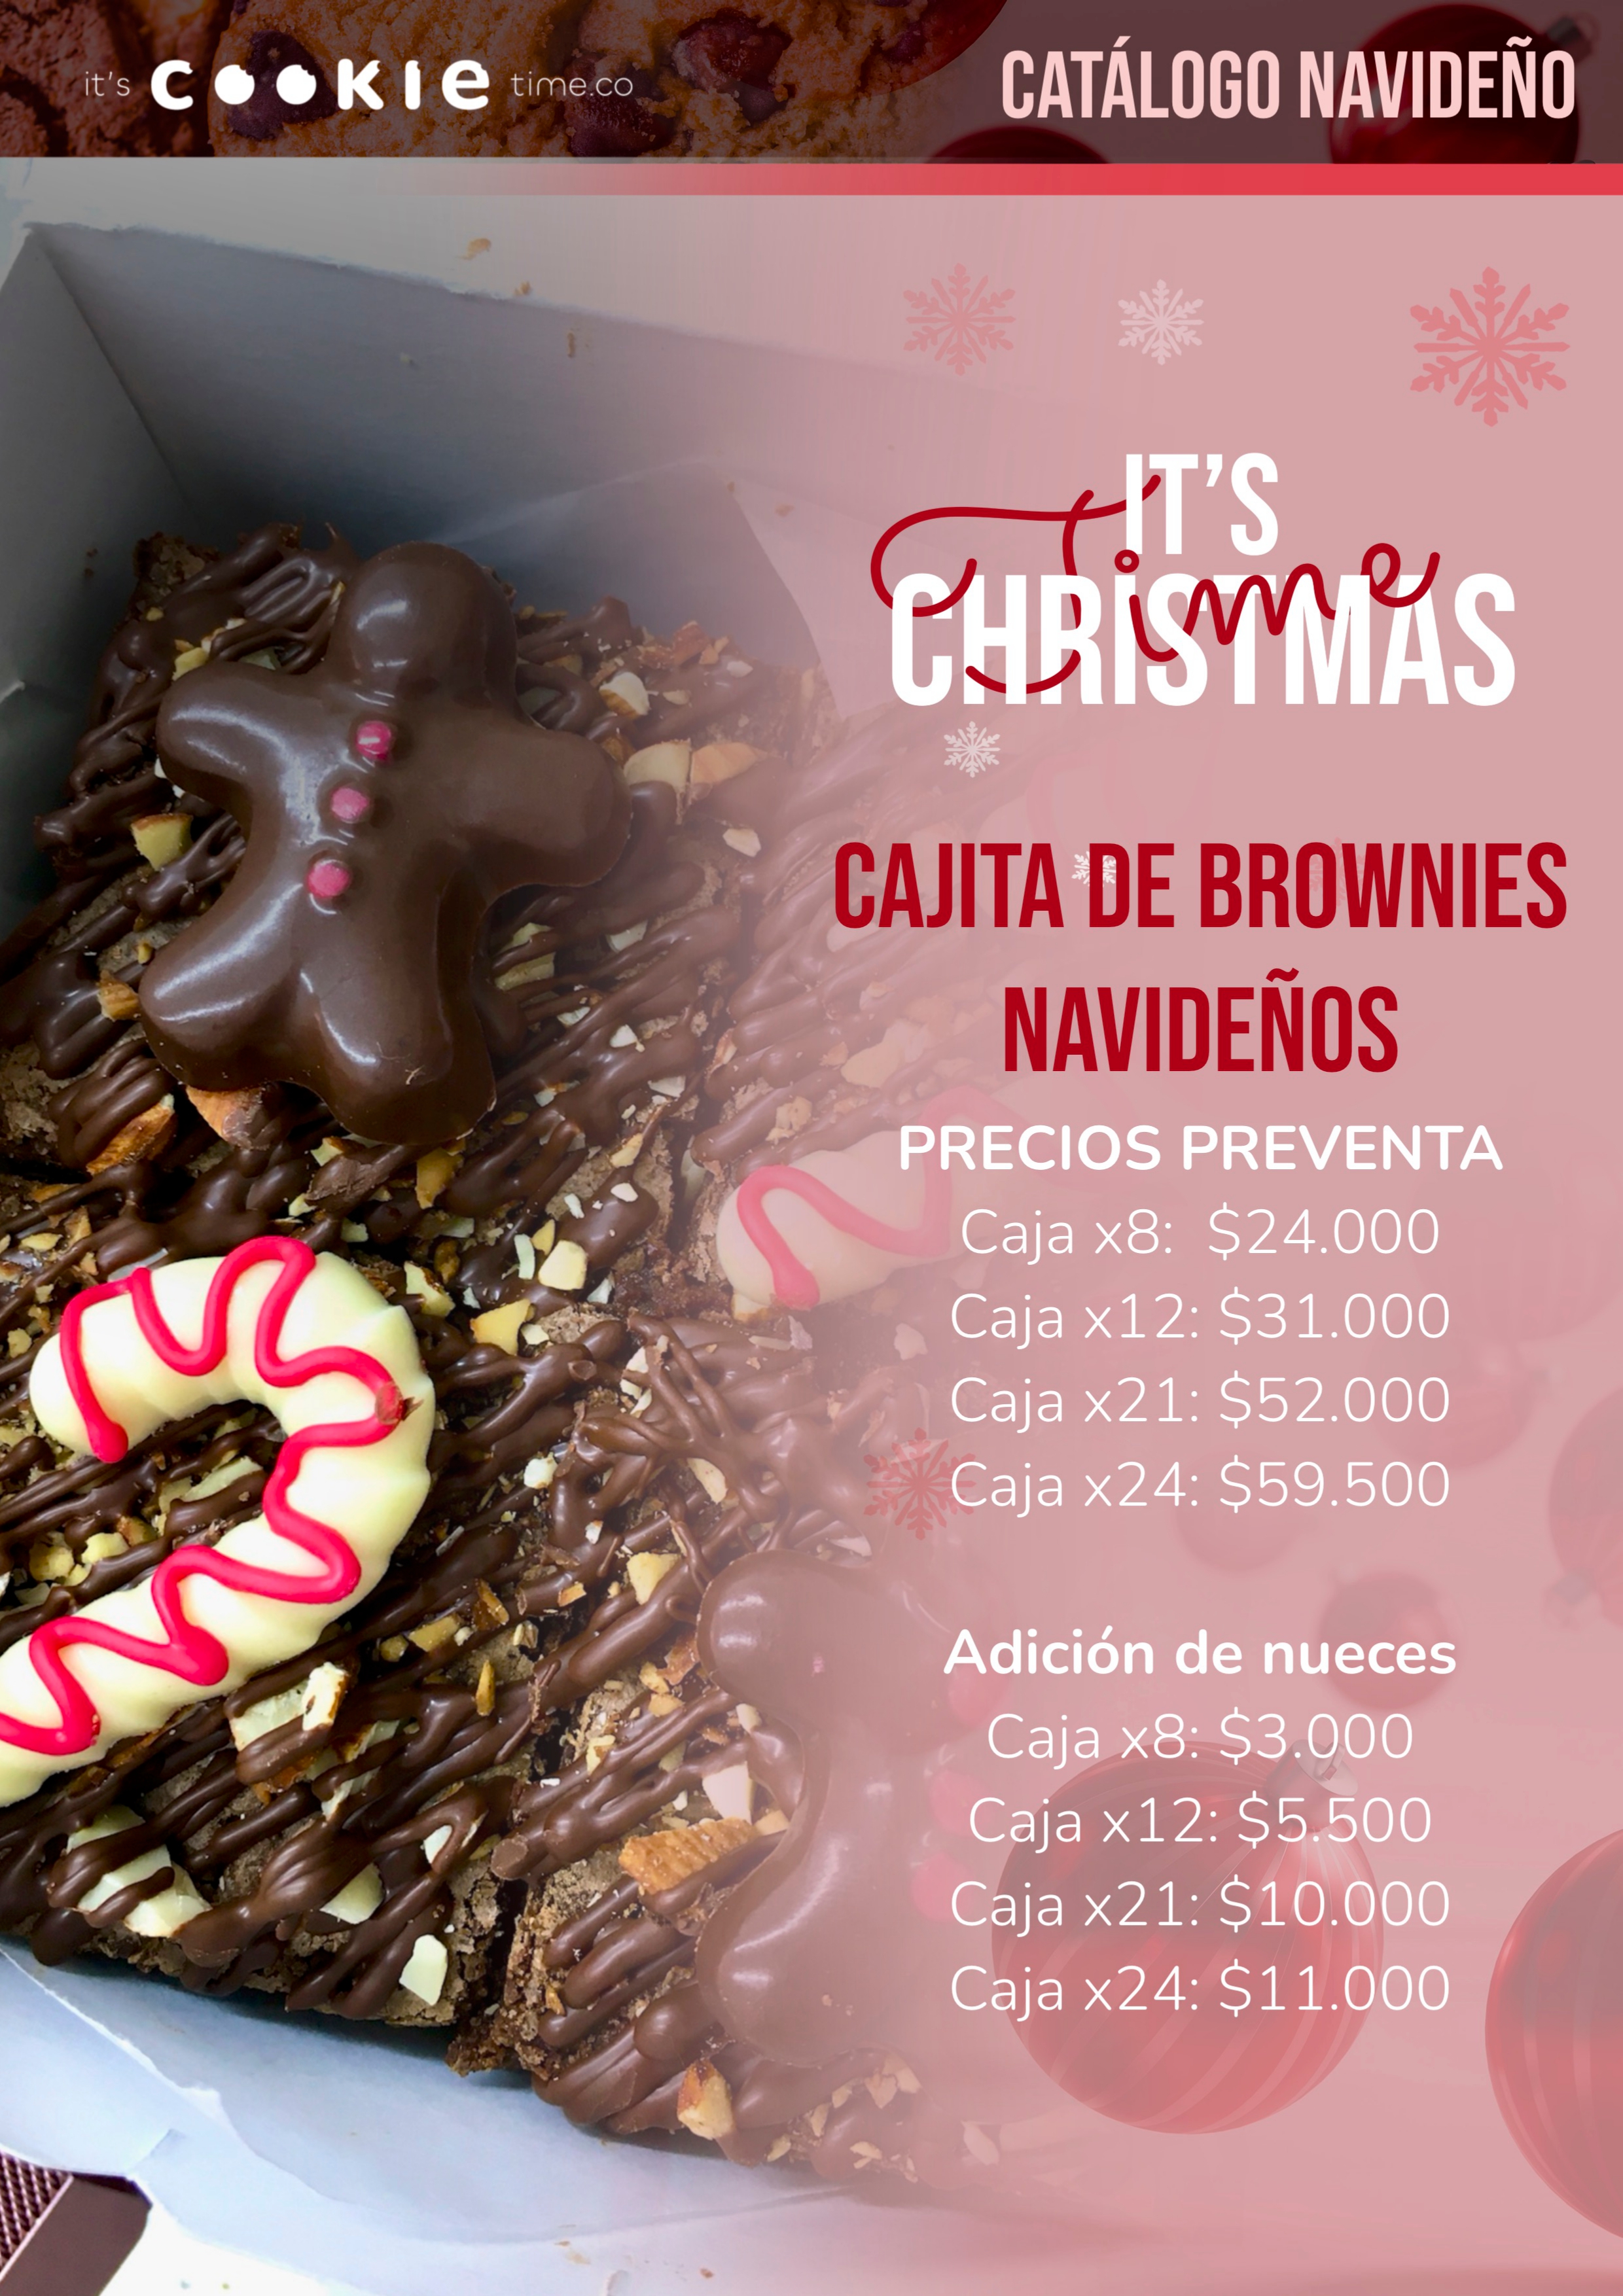 it's COOKIE time.co
CATÁLOGO NAVIDEÑO
IT'S
Time
CHRISTMAS
CAJITA DE BROWNIES
NAVIDEÑOS
PRECIOS PREVENTA
Caja x8: $24.000
Caja x12: $31.000
Caja x21: $52.000
Caja x24: $59.500
Adición de nueces
Caja x8: $3.000
Caja x12: $5.500
Caja x21: $10.000
Caja x24: $11.000